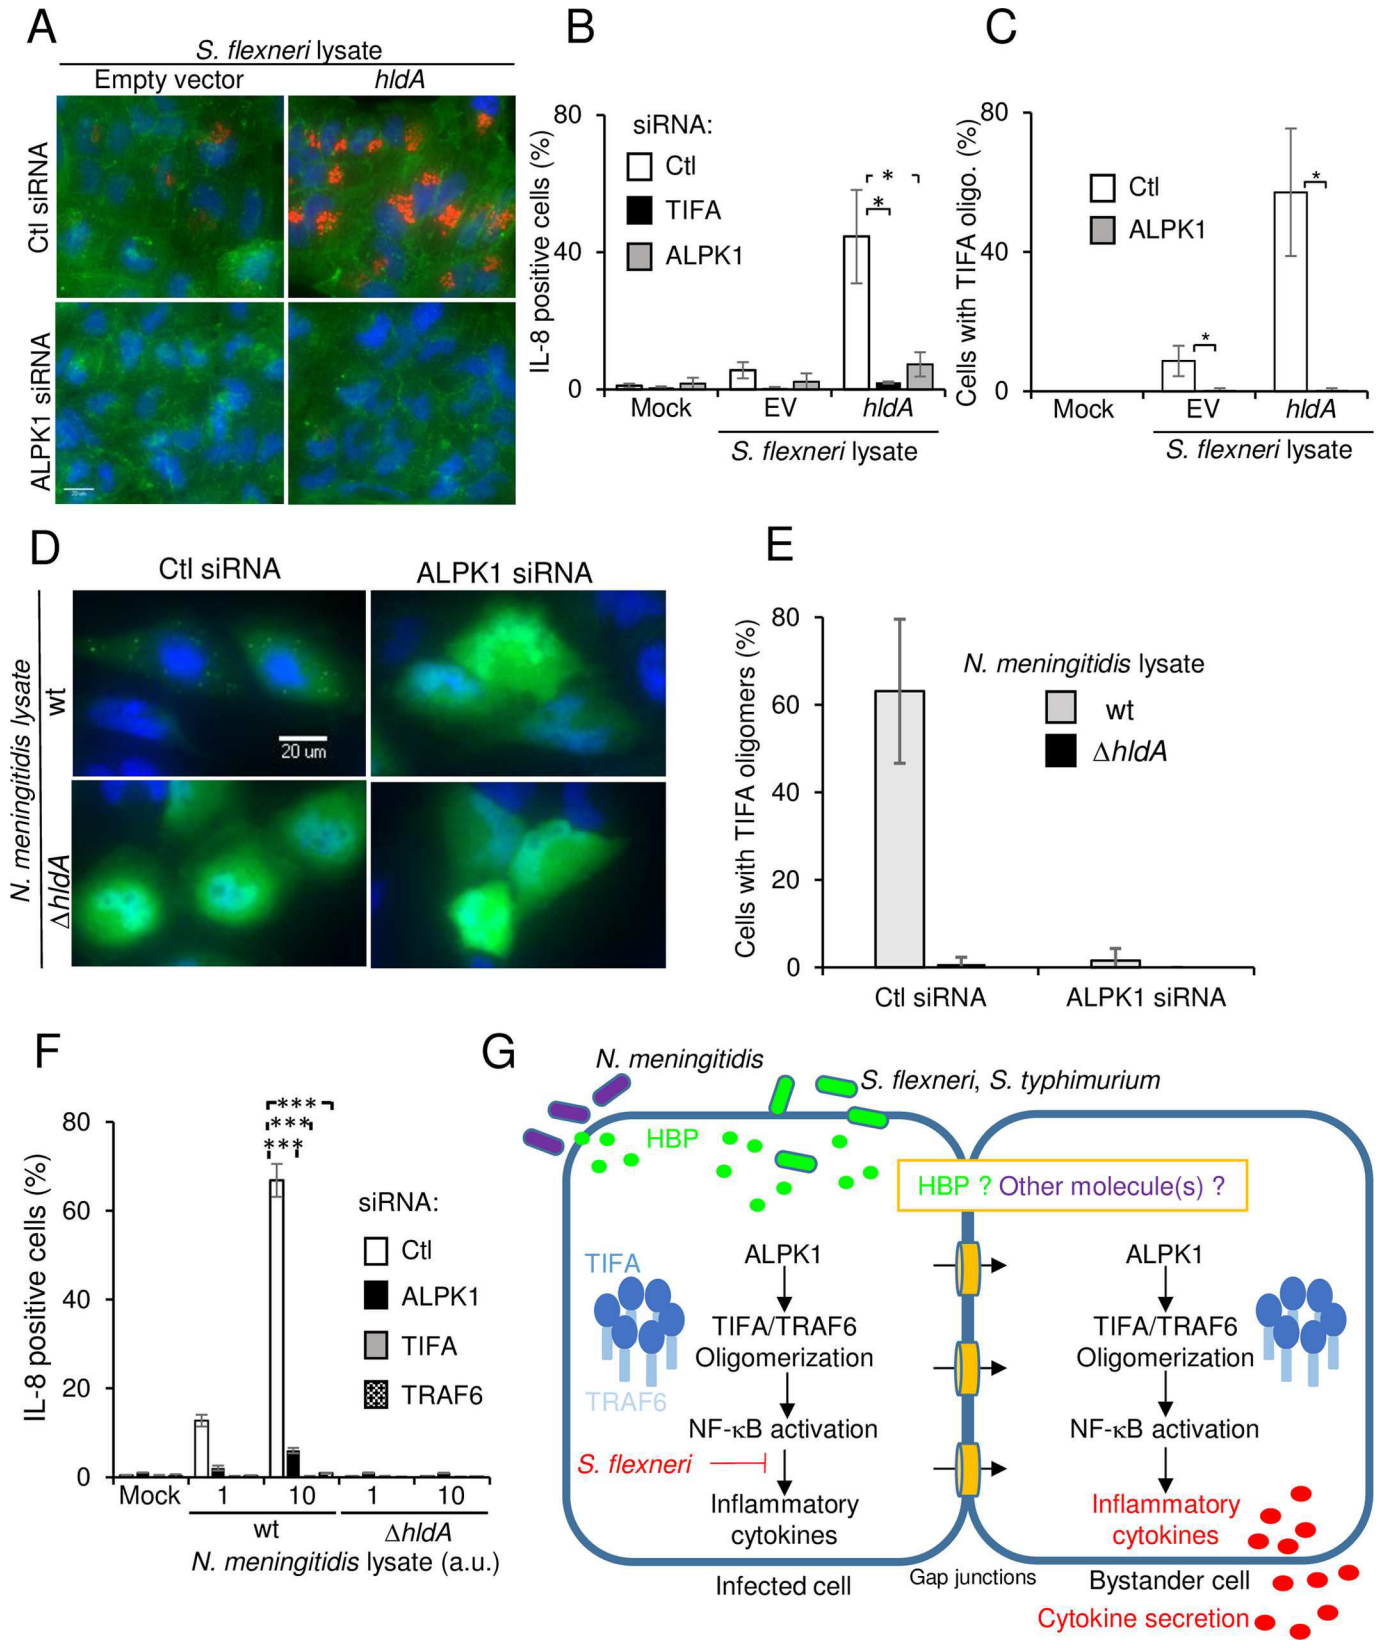 A
S. flexneri lysate
Empty vector
hldA
Ctl siRNA
ALPK1 siRNA
20 um
B
80
40
0
IL-8 positive cells (%)
siRNA:
Ctl
TIFA
ALPK1
*
*
Mock
EV
hldA
S. flexneri lysate
C
80
40
0
Cells with TIFA oligo. (%)
Ctl
ALPK1
*
*
Mock
EV
hldA
S. flexneri lysate
D
Ctl siRNA
ALPK1 siRNA
N. meningitidis lysate
wt
ΔhldA
20 um
E
80
60
40
20
0
Cells with TIFA oligomers (%)
N. meningitidis lysate
wt
ΔhldA
Ctl siRNA
ALPK1 siRNA
F
80
60
40
20
0
IL-8 positive cells (%)
***
***
***
siRNA:
Ctl
ALPK1
TIFA
TRAF6
Mock
1
10
1
10
wt
ΔhldA
N. meningitidis lysate (a.u.)
G
N. meningitidis
S. flexneri, S. typhimurium
HBP
HBP ? Other molecule(s) ?
TIFA
TRAF6
ALPK1
TIFA/TRAF6
Oligomerization
NF-κB activation
S. flexneri
Inflammatory
cytokines
ALPK1
TIFA/TRAF6
Oligomerization
NF-κB activation
Inflammatory
cytokines
Infected cell
Gap junctions
Bystander cell
Cytokine secretion